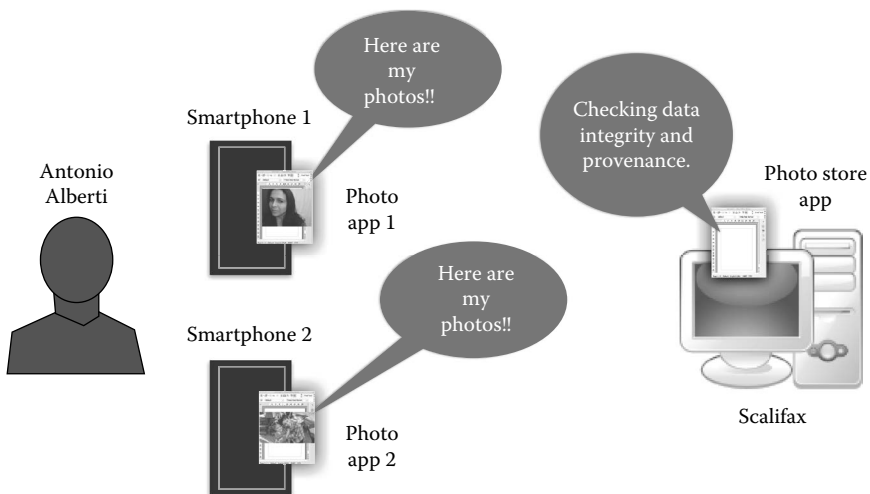 Here are
my
photos!!
Smartphone 1
Checking data
integrity and
provenance.
Antonio
Alberti
Photo
app 1
Photo store
app
Here are
my
photos!!
Smartphone 2
Photo
app 2
Scalifax